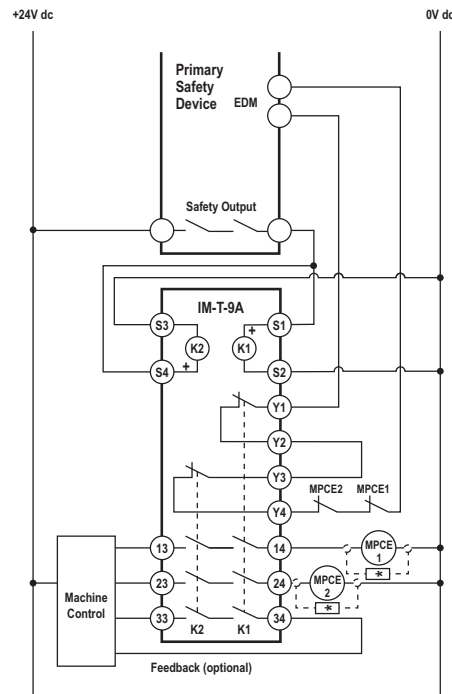 +24V dc
0V dc
Primary
Safety
Device
EDM
Safety Output
IM-T-9A
S3
S1
K2
K1
+
+
S4
S2
Y1
Y2
Y3
MPCE2
MPCE1
Y4
13
14
MPCE
1
*
23
24
MPCE
2
*
Machine
Control
33
K2
K1
34
Feedback (optional)